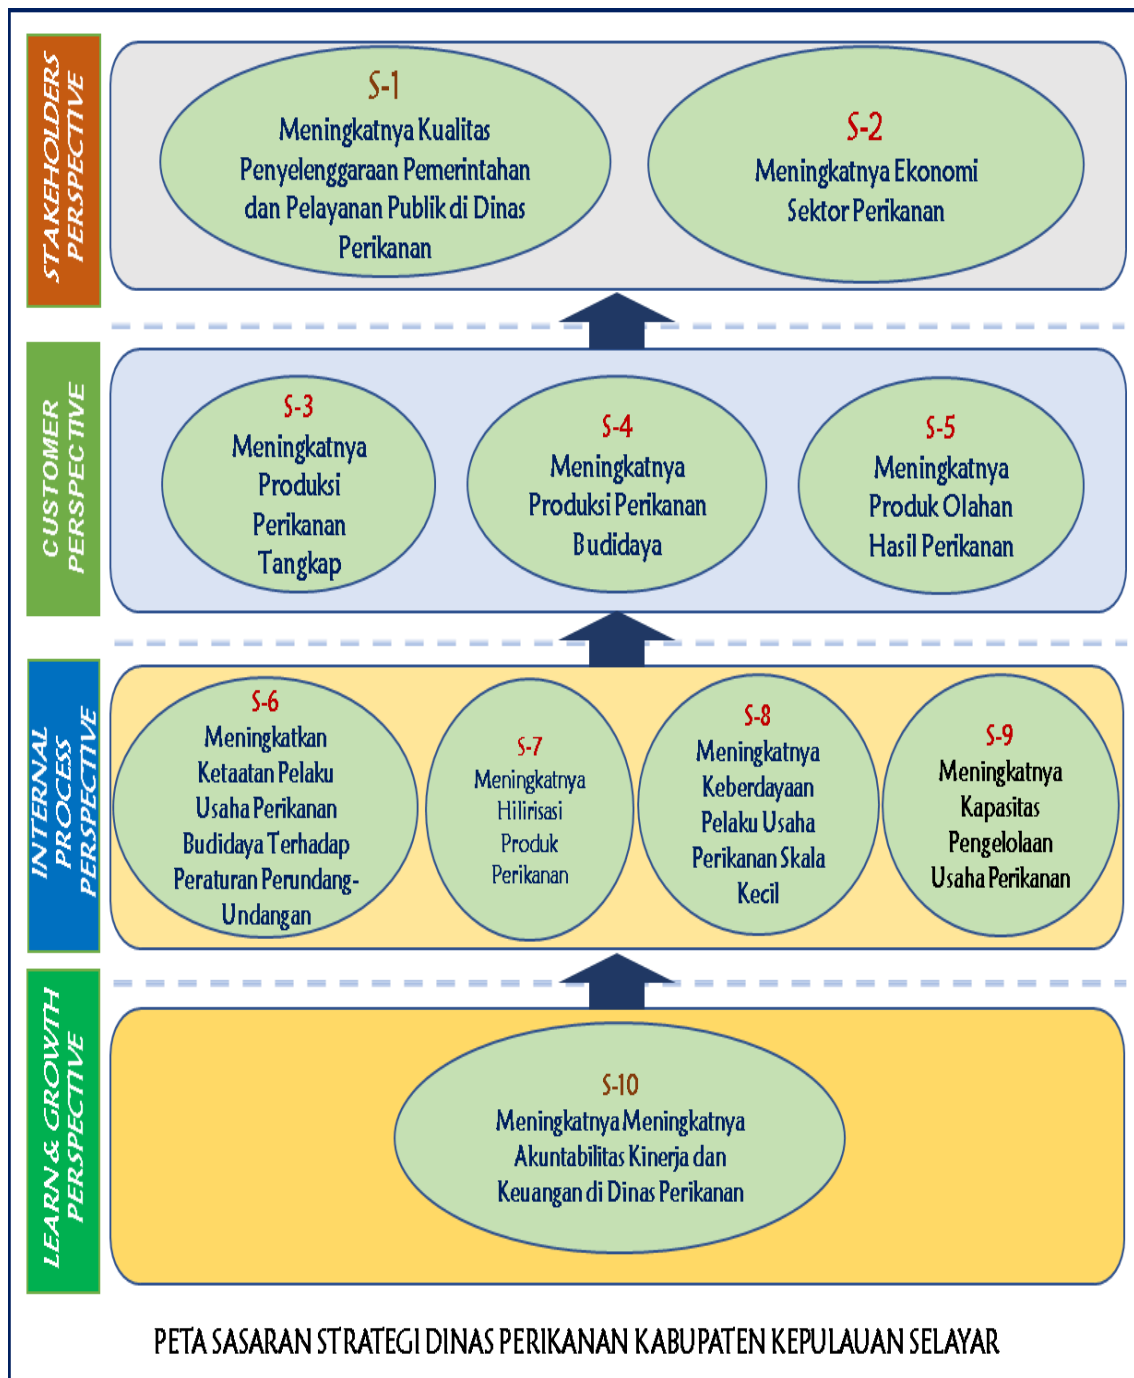 STAKEHOLDERS
PERSPECTIVE
S-1
Meningkatnya Kualitas
Penyelenggaraan Pemerintahan
dan Pelayanan Publik di Dinas
Perikanan
S-2
Meningkatnya Ekonomi
Sektor Perikanan
CUSTOMER
PERSPECTIVE
S-3
Meningkatnya
Produksi
Perikanan
Tangkap
S-4
Meningkatnya
Produksi Perikanan
Budidaya
S-5
Meningkatnya
Produk Olahan
Hasil Perikanan
INTERNAL
PROCESS
PERSPECTIVE
S-6
Meningkatkan
Ketaatan Pelaku
Usaha Perikanan
Budidaya Terhadap
Peraturan Perundang-
Undangan
S-7
Meningkatnya
Hilirisasi
Produk
Perikanan
S-8
Meningkatnya
Keberdayaan
Pelaku Usaha
Perikanan Skala
Kecil
S-9
Meningkatnya
Kapasitas
Pengelolaan
Usaha Perikanan
LEARN & GROWTH
PERSPECTIVE
S-10
Meningkatnya Meningkatnya
Akuntabilitas Kinerja dan
Keuangan di Dinas Perikanan
PETA SASARAN STRATEGI DINAS PERIKANAN KABUPATEN KEPULAUAN SELAYAR